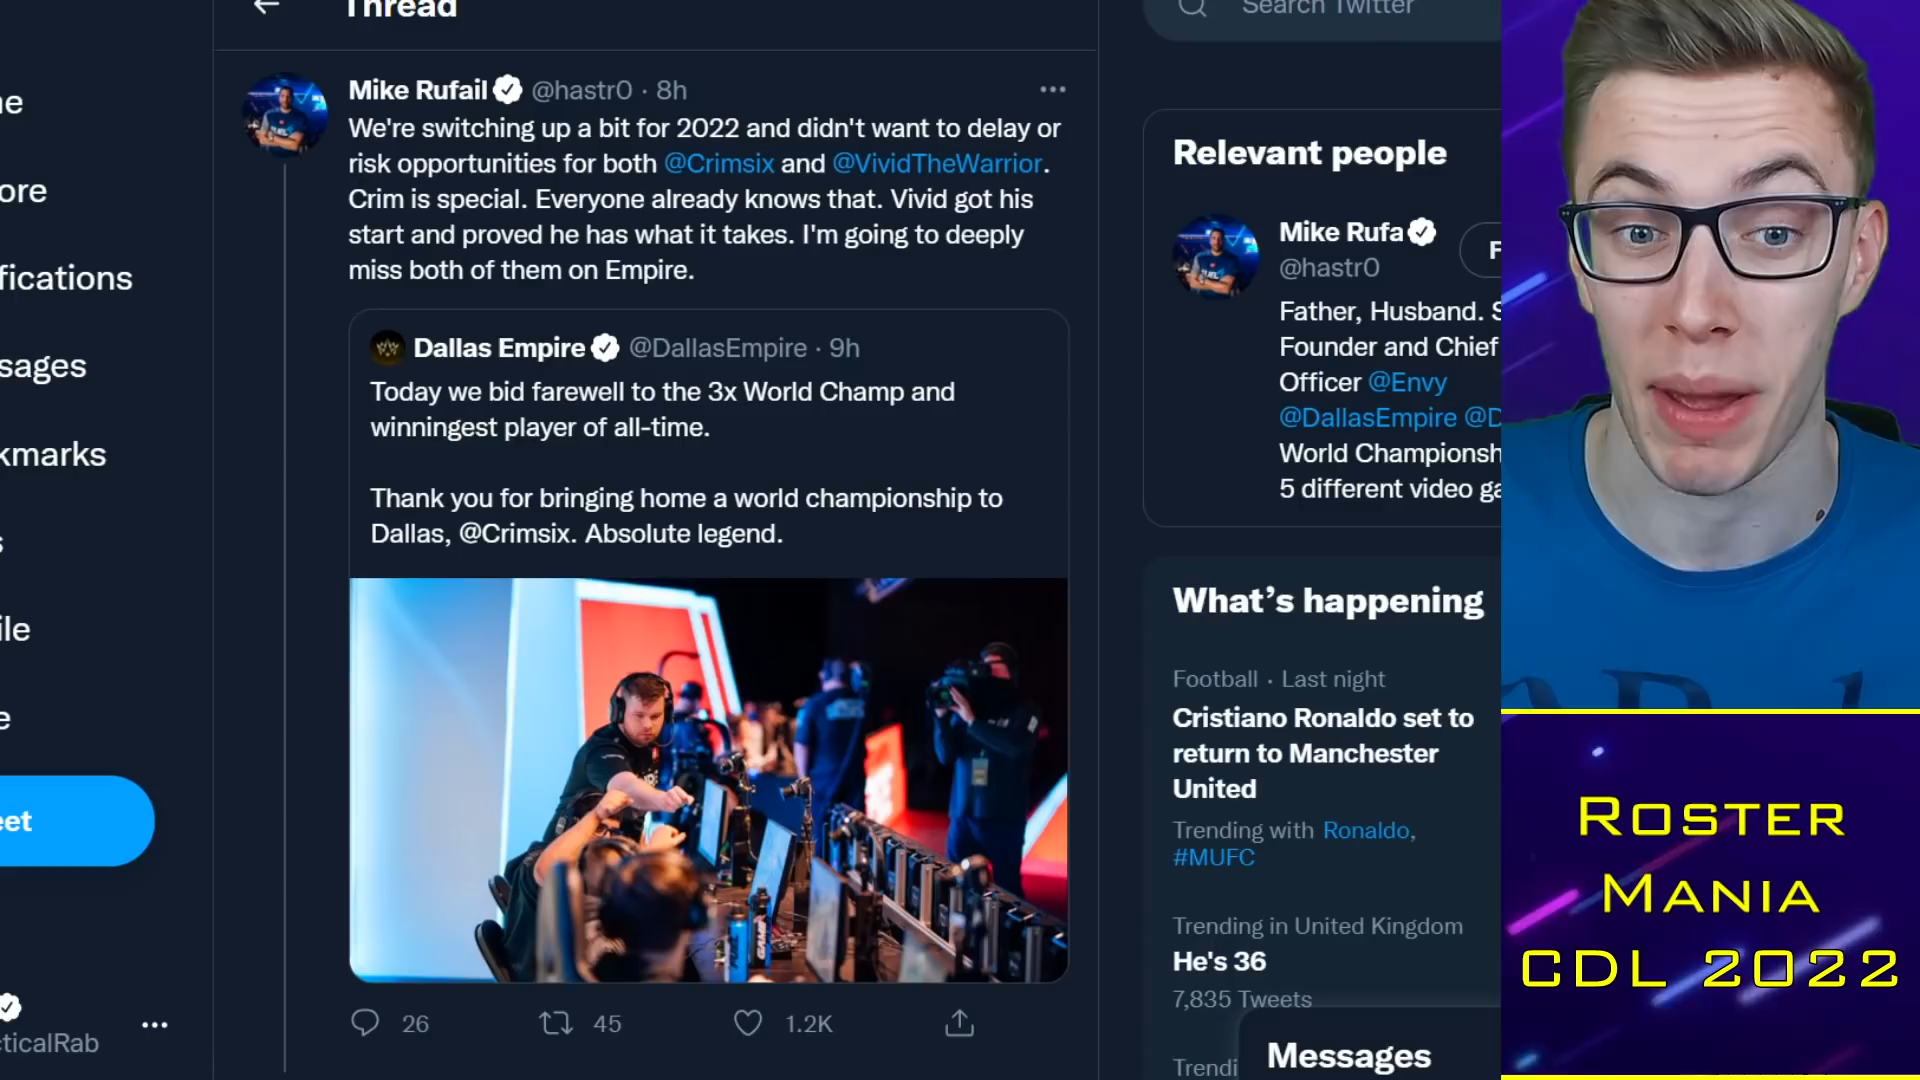 Thread
Search Twitter
Mike Rufail @hastr0 · 8h
We're switching up a bit for 2022 and didn't want to delay or
risk opportunities for both @Crimsix and @VividTheWarrior.
Crim is special. Everyone already knows that. Vivid got his
start and proved he has what it takes. I'm going to deeply
miss both of them on Empire.
Dallas Empire @DallasEmpire · 9h
Today we bid farewell to the 3x World Champ and
winningest player of all-time.
Thank you for bringing home a world championship to
Dallas, @Crimsix. Absolute legend.
26 45 1.2K
ne
ore
fications
sages
kmarks
s
ile
e
eet
cticalRab
Relevant people
Mike Rufa
@hastr0
F
Father, Husband. S
Founder and Chief
Officer @Envy
@DallasEmpire @D
World Championsh
5 different video ga
What's happening
Football · Last night
Cristiano Ronaldo set to
return to Manchester
United
Trending with Ronaldo,
#MUFC
Trending in United Kingdom
He's 36
7,835 Tweets
Trendi
Messages
Roster
Mania
CDL 2022